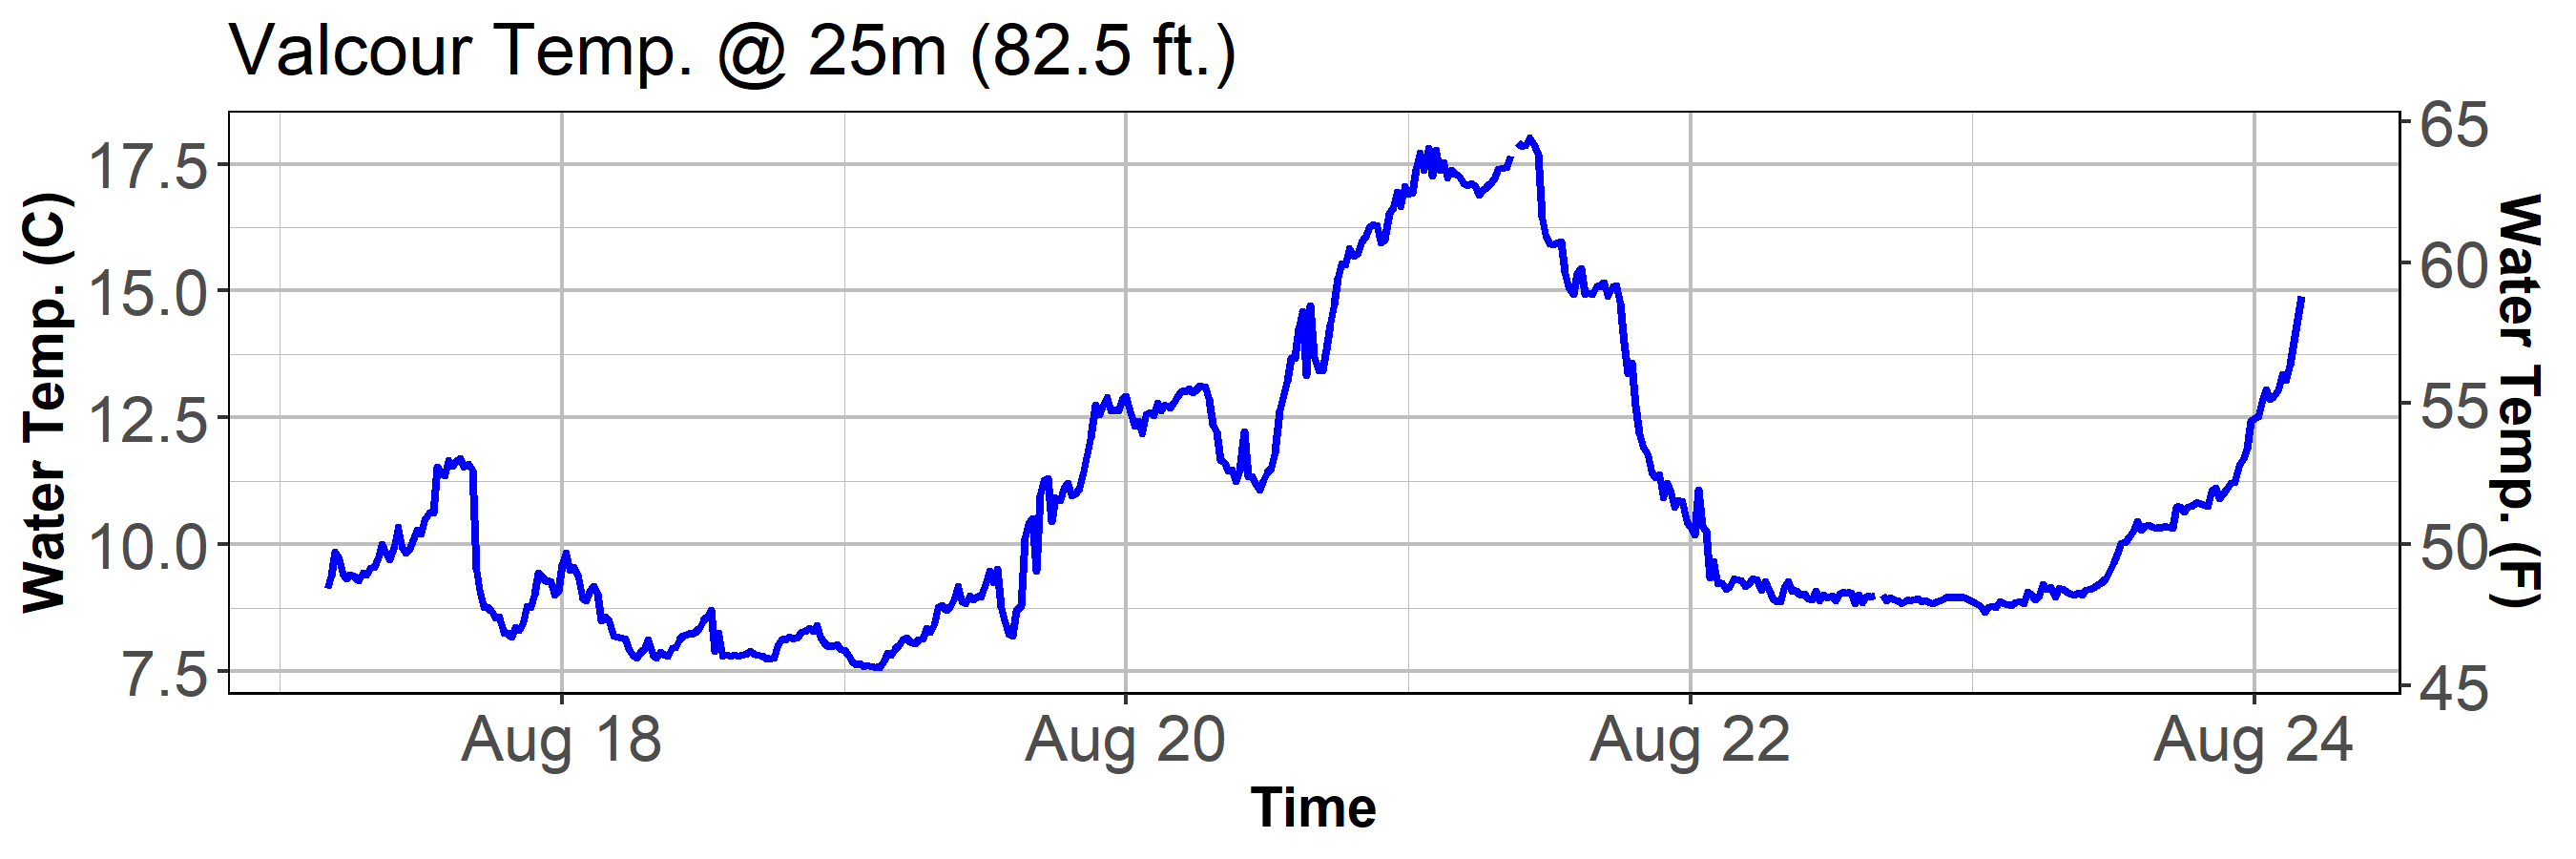 Valcour Temp. @ 25m (82.5 ft.)
Water Temp. (C)
17.5
15.0
12.5
10.0
7.5
65
60
55
50
45
Water Temp. (F)
Aug 18 Aug 20 Aug 22 Aug 24
Time